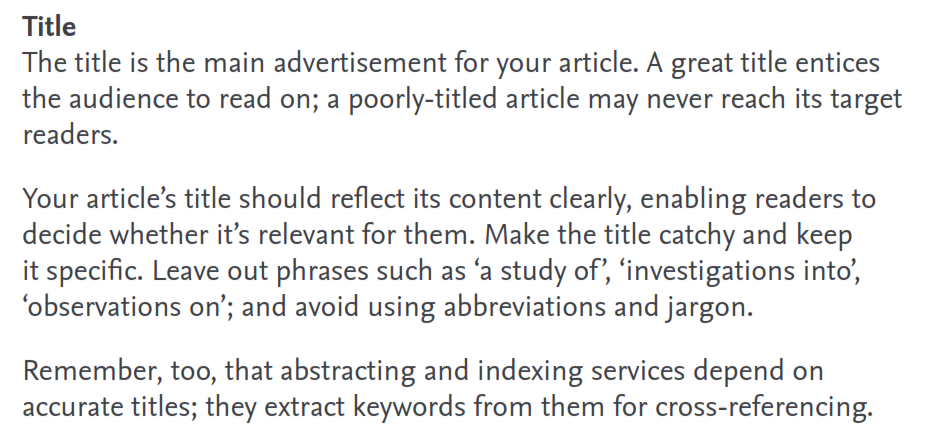 Title
The title is the main advertisement for your article. A great title entices
the audience to read on; a poorly-titled article may never reach its target
readers.
Your article’s title should reflect its content clearly, enabling readers to
decide whether it’s relevant for them. Make the title catchy and keep
it specific. Leave out phrases such as ‘a study of’, ‘investigations into’,
‘observations on’; and avoid using abbreviations and jargon.
Remember, too, that abstracting and indexing services depend on
accurate titles; they extract keywords from them for cross-referencing.